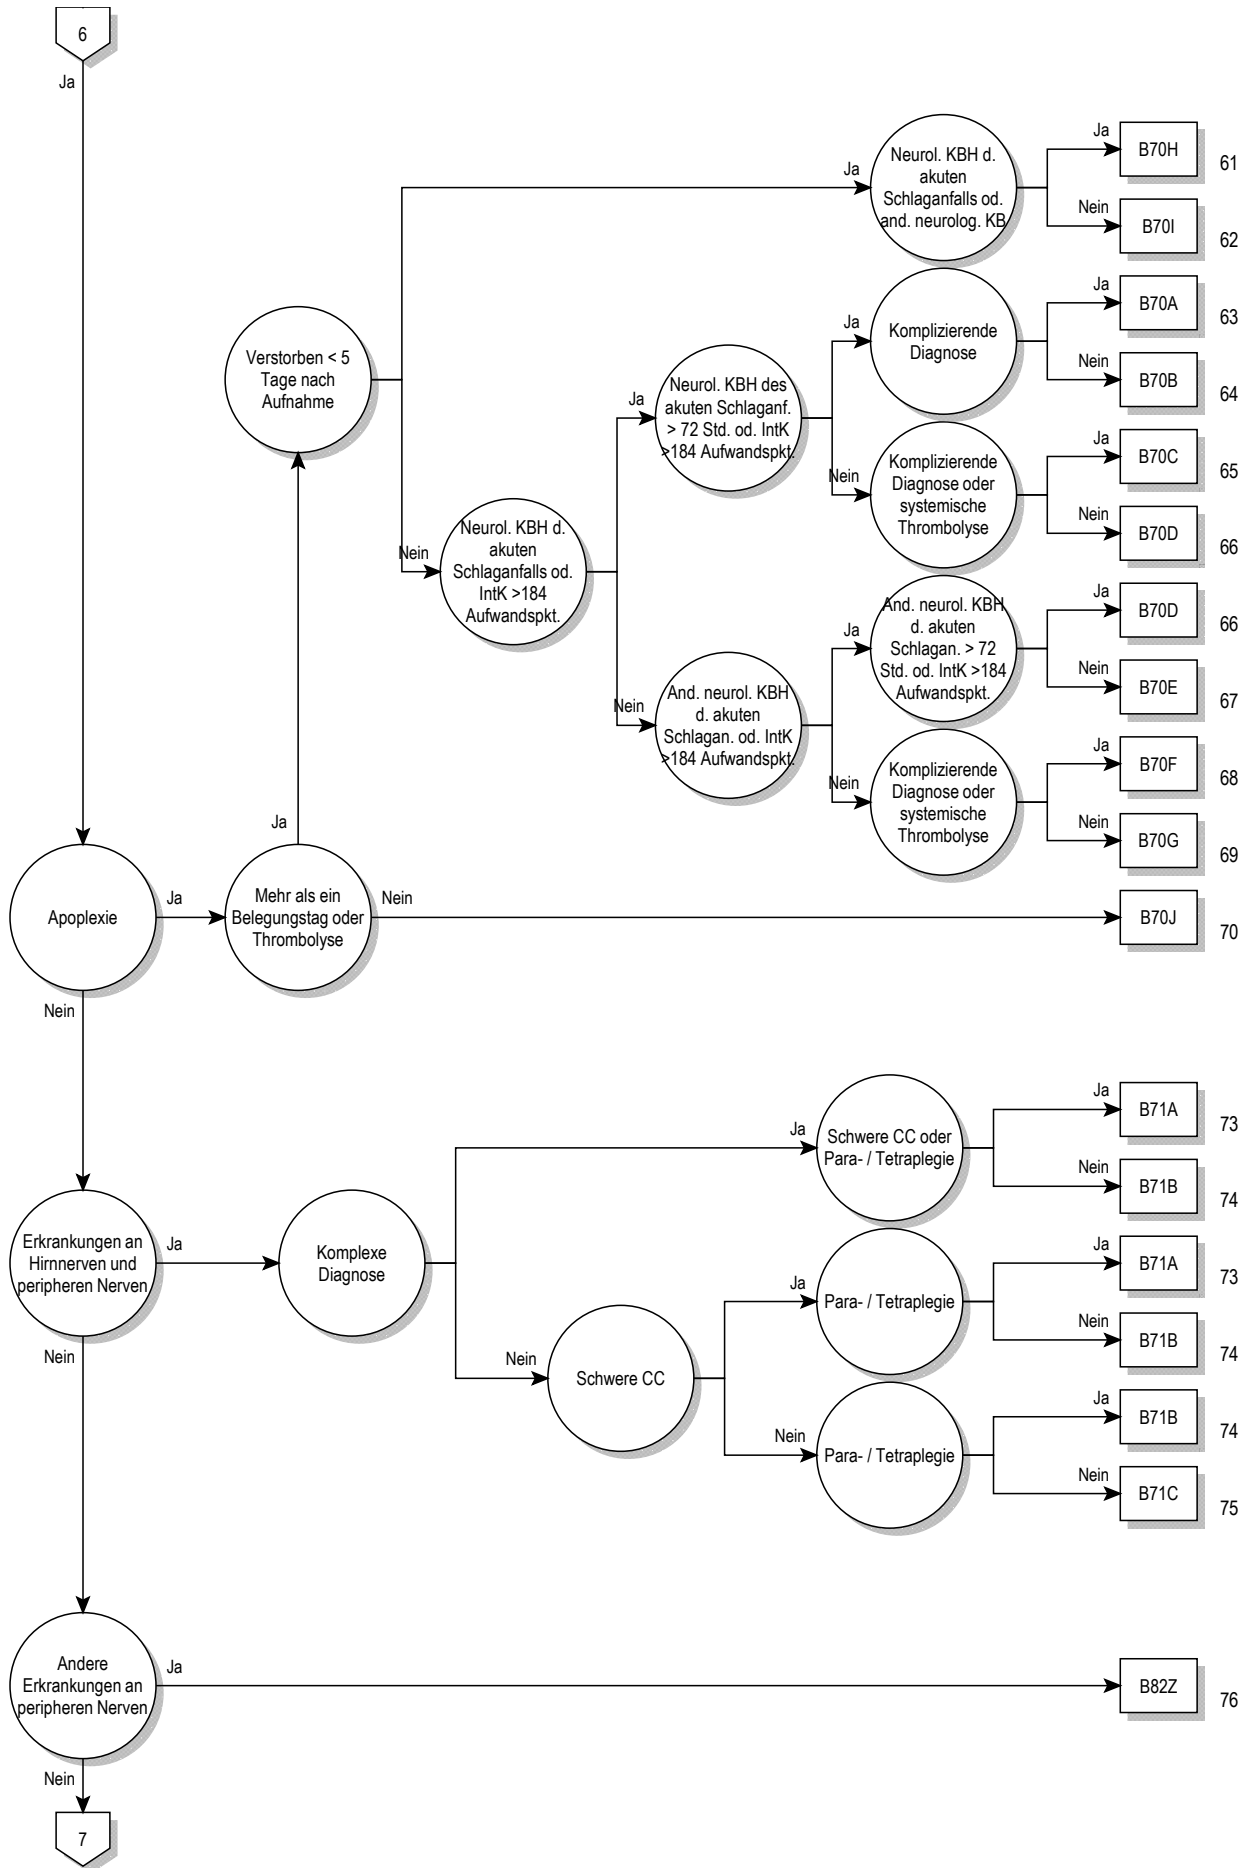 6
Ja
Neurol. KBH d.
akuten
Schlaganfalls od.
and. neurolog. KB
Ja
Ja
B70H
61
Nein
B70I
62
Verstorben < 5
Tage nach
Aufnahme
Komplizierende
Diagnose
Ja
Ja
B70A
63
Nein
B70B
64
Neurol. KBH des
akuten Schlaganf.
> 72 Std. od. IntK
>184 Aufwandspkt.
Ja
Komplizierende
Diagnose oder
systemische
Thrombolyse
Nein
Ja
B70C
65
Nein
B70D
66
Neurol. KBH d.
akuten
Schlaganfalls od.
IntK >184
Aufwandspkt.
Nein
And. neurol. KBH
d. akuten
Schlagan. > 72
Std. od. IntK >184
Aufwandspkt.
Ja
Ja
B70D
66
Nein
B70E
67
And. neurol. KBH
d. akuten
Schlagan. od. IntK
>184 Aufwandspkt.
Nein
Komplizierende
Diagnose oder
systemische
Thrombolyse
Nein
Ja
B70F
68
Nein
B70G
69
Ja
Apoplexie
Ja
Mehr als ein
Belegungstag oder
Thrombolyse
Nein
B70J
70
Nein
Schwere CC oder
Para- / Tetraplegie
Ja
Ja
B71A
73
Nein
B71B
74
Erkrankungen an
Hirnnerven und
peripheren Nerven
Ja
Komplexe
Diagnose
Para- / Tetraplegie
Ja
Ja
B71A
73
Nein
B71B
74
Nein
Nein
Schwere CC
Para- / Tetraplegie
Nein
Ja
B71B
74
Nein
B71C
75
Andere
Erkrankungen an
peripheren Nerven
Ja
B82Z
76
Nein
7